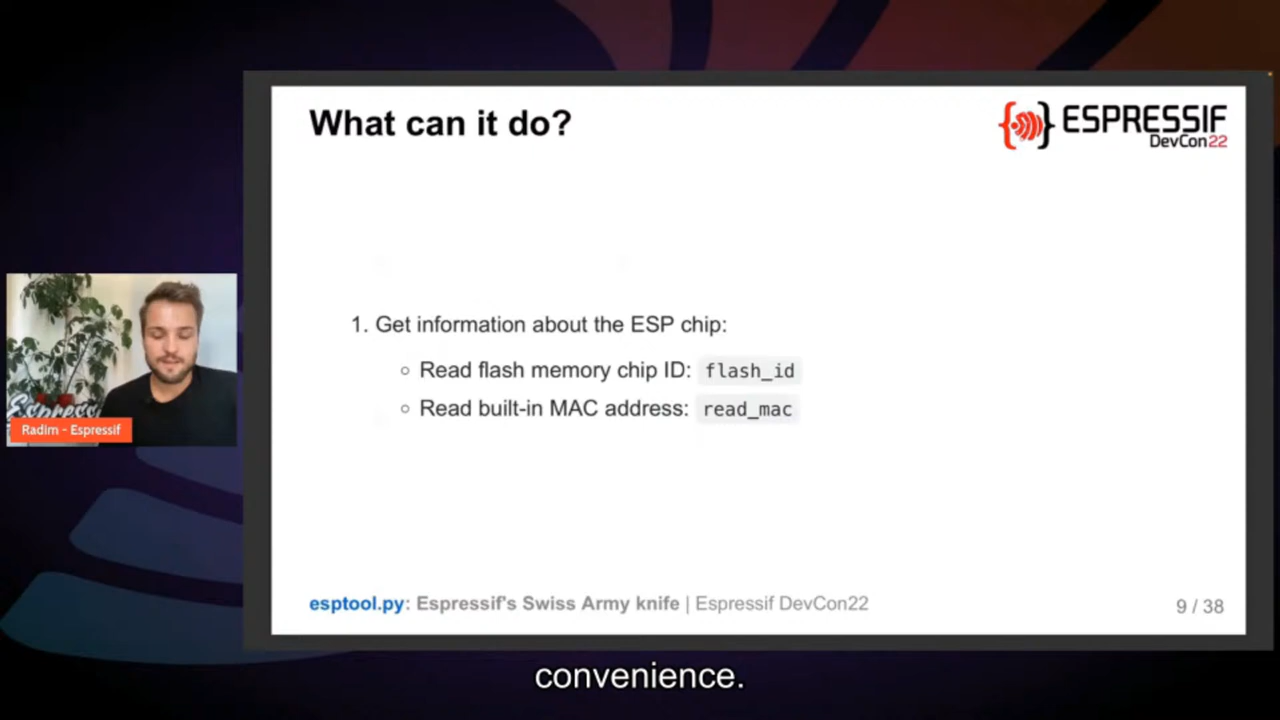 What can it do?
{ } ESPRESSIF
DevCon22
1. Get information about the ESP chip:
○ Read flash memory chip ID: flash_id
○ Read built-in MAC address: read_mac
Espress
Radim - Espressif
esptool.py: Espressif's Swiss Army knife | Espressif DevCon22
9 / 38
convenience.